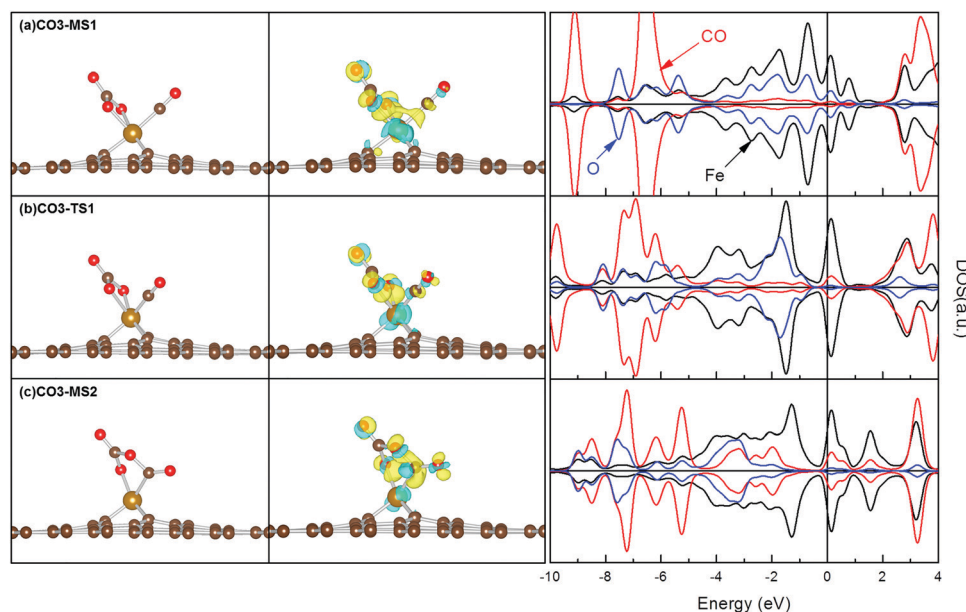 (a)CO3-MS1
CO
O
Fe
(b)CO3-TS1
DOS(a.u.)
(c)CO3-MS2
-10 -8 -6 -4 -2 0 2 4
Energy (eV)